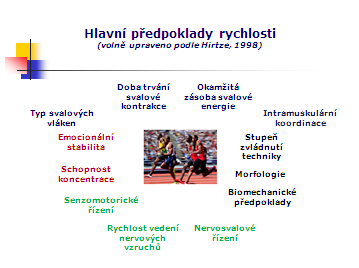 Hlavní předpoklady rychlosti
(volně upraveno podle Hirtze, 1998)
Doba trvání
svalové
kontrakce
Okamžitá
zásoba svalové
energie
Typ svalových
vláken
Intramuskulární
koordinace
Emocionální
stabilita
Stupeň
zvládnutí
techniky
Schopnost
koncentrace
Morfologie
Biomechanické
předpoklady
Senzomotorické
řízení
Rychlost vedení
nervových
vzruchů
Nervosvalové
řízení